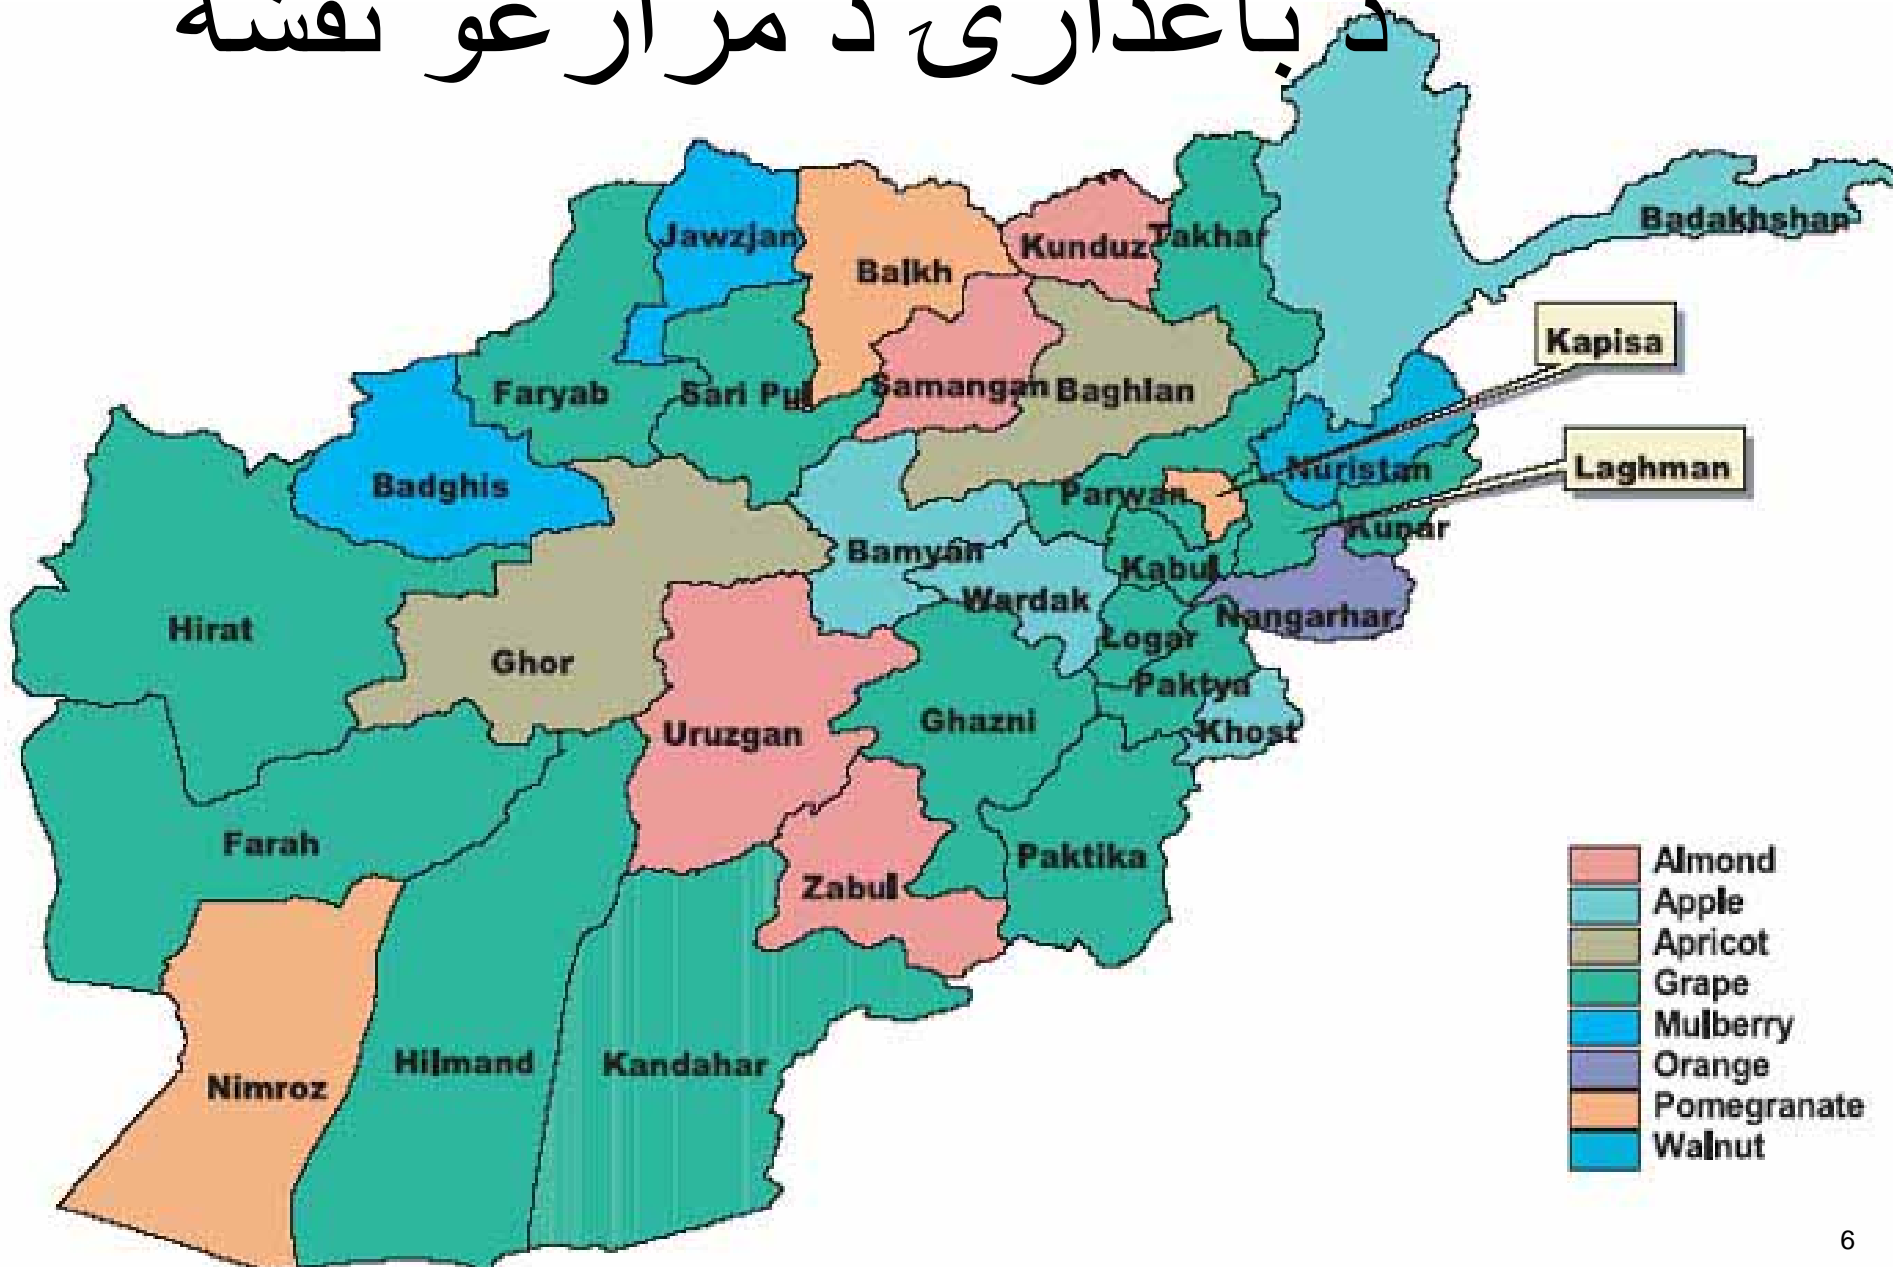 د باغدارئ د مزارعو نقشه
Jawzjan
Balkh
Kunduz
Takhar
Badakhshan
Kapisa
Faryab
Sari Pul
Samangan
Baghlan
Badghis
Parwan
Nuristan
Laghman
Kunar
Bamyan
Kabul
Wardak
Nangarhar
Hirat
Logar
Ghor
Paktya
Uruzgan
Ghazni
Khost
Farah
Paktika
Zabul
Hilmand
Kandahar
Nimroz
Almond
Apple
Apricot
Grape
Mulberry
Orange
Pomegranate
Walnut
6